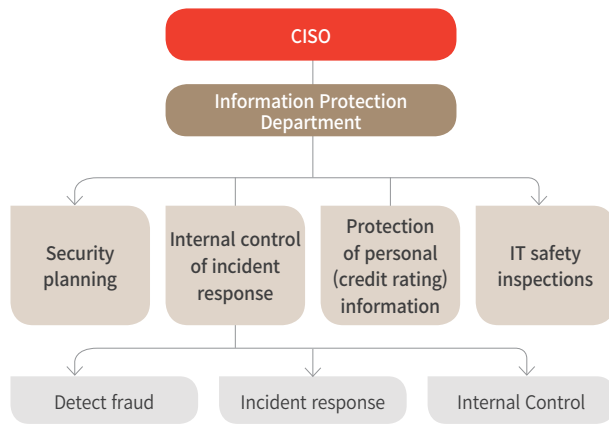 CISO
Information Protection
Department
Security
planning
Internal control
of incident
response
Protection
of personal
(credit rating)
information
IT safety
inspections
Detect fraud
Incident response
Internal Control